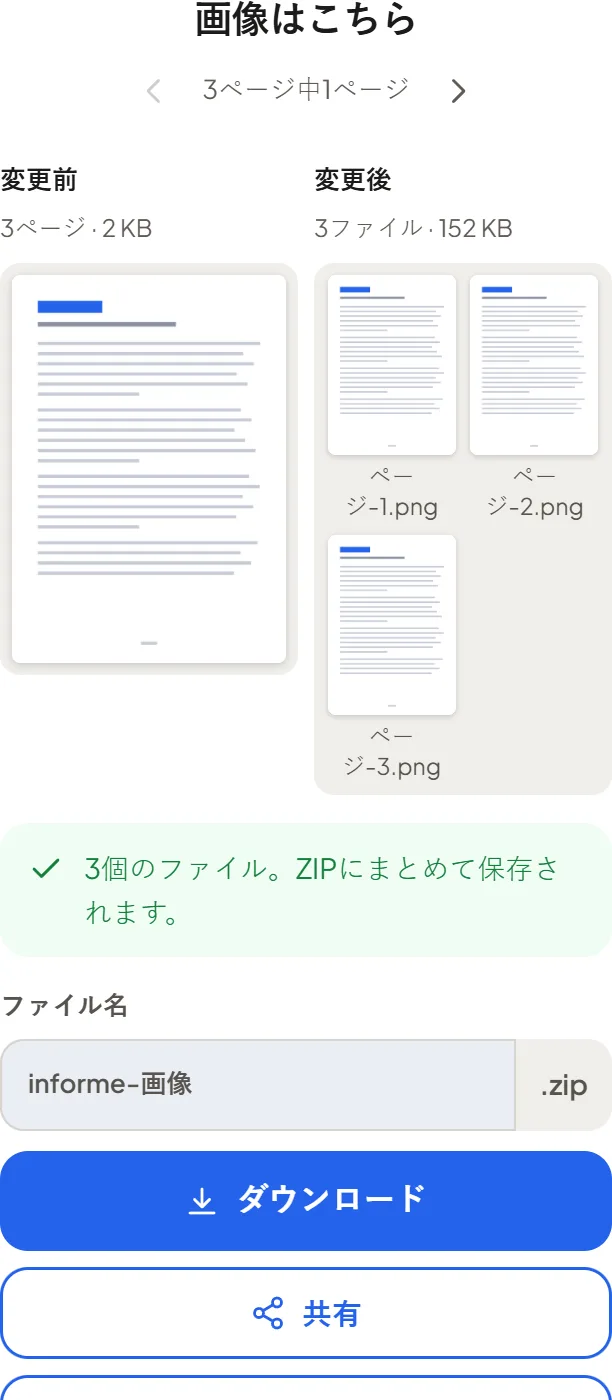 画像はこちら
3ページ中1ページ
変更前
3ページ · 2 KB
変更後
3ファイル · 152 KB
ペー
ジ-1.png
ペー
ジ-2.png
ペー
ジ-3.png
3個のファイル。ZIPにまとめて保存さ
れます。
ファイル名
informe-画像
.zip
ダウンロード
共有